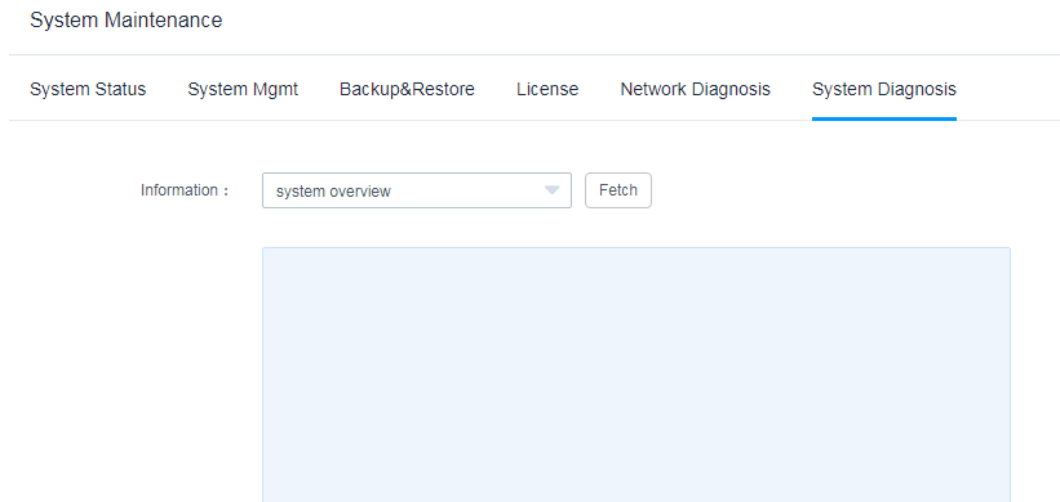 System Maintenance
System Status System Mgmt Backup&Restore License Network Diagnosis System Diagnosis
Information : system overview Fetch